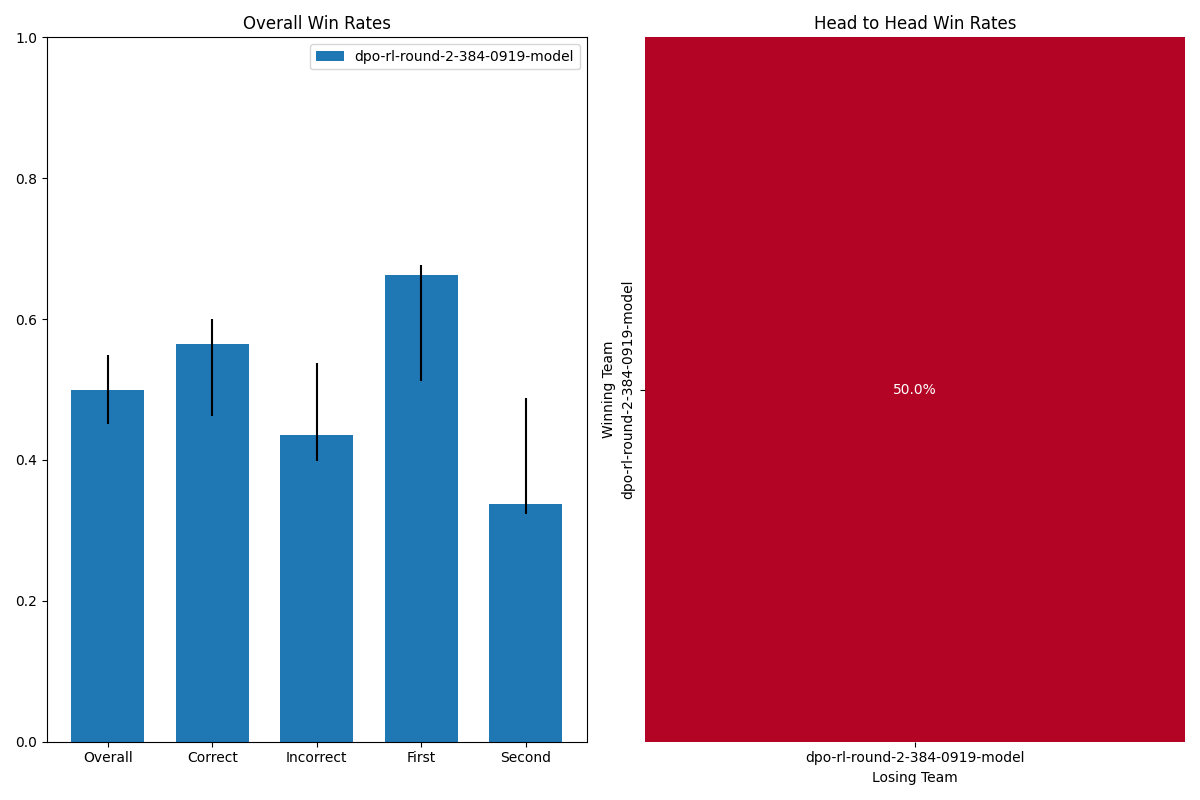 Overall Win Rates
dpo-rl-round-2-384-0919-model
1.0
0.8
0.6
0.4
0.2
0.0
Overall
Correct
Incorrect
First
Second
Head to Head Win Rates
Winning Team
dpo-rl-round-2-384-0919-model
50.0%
dpo-rl-round-2-384-0919-model
Losing Team